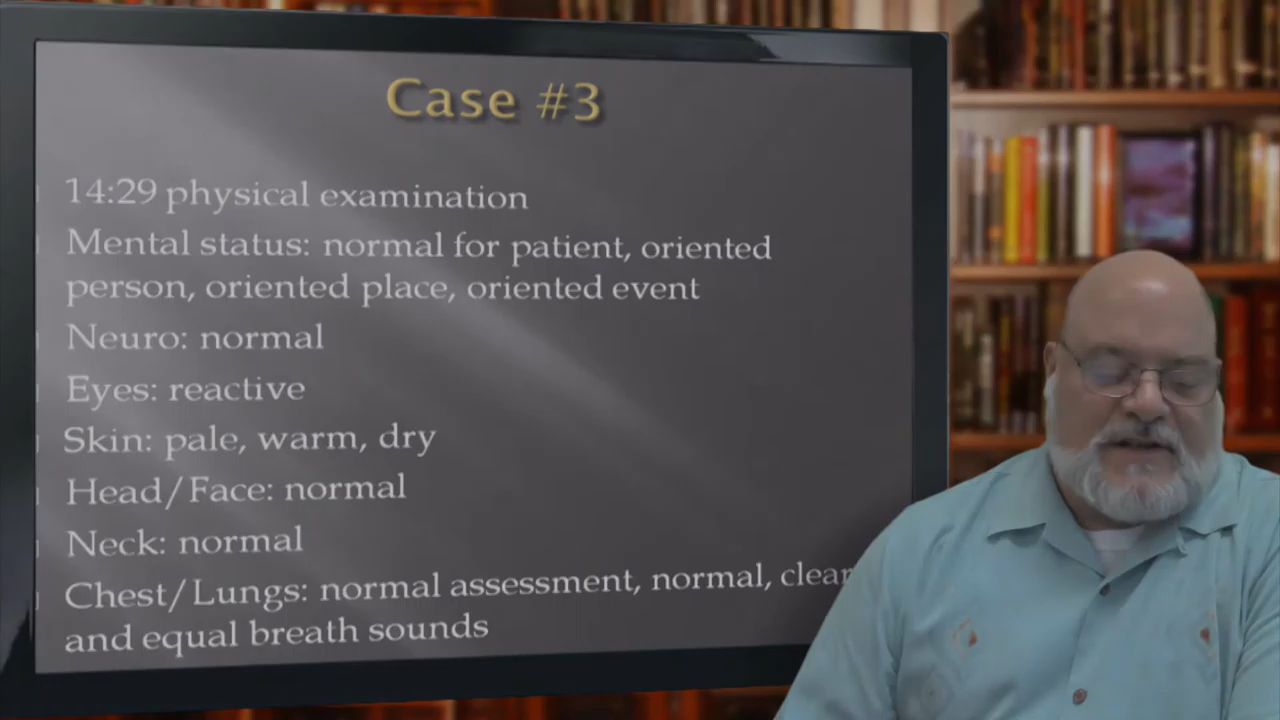 Case #3
14:29 physical examination
Mental status: normal for patient, oriented
person, oriented place, oriented event
Neuro: normal
Eyes: reactive
Skin: pale, warm, dry
Head/Face: normal
Neck: normal
Chest/Lungs: normal assessment, normal, clear
and equal breath sounds